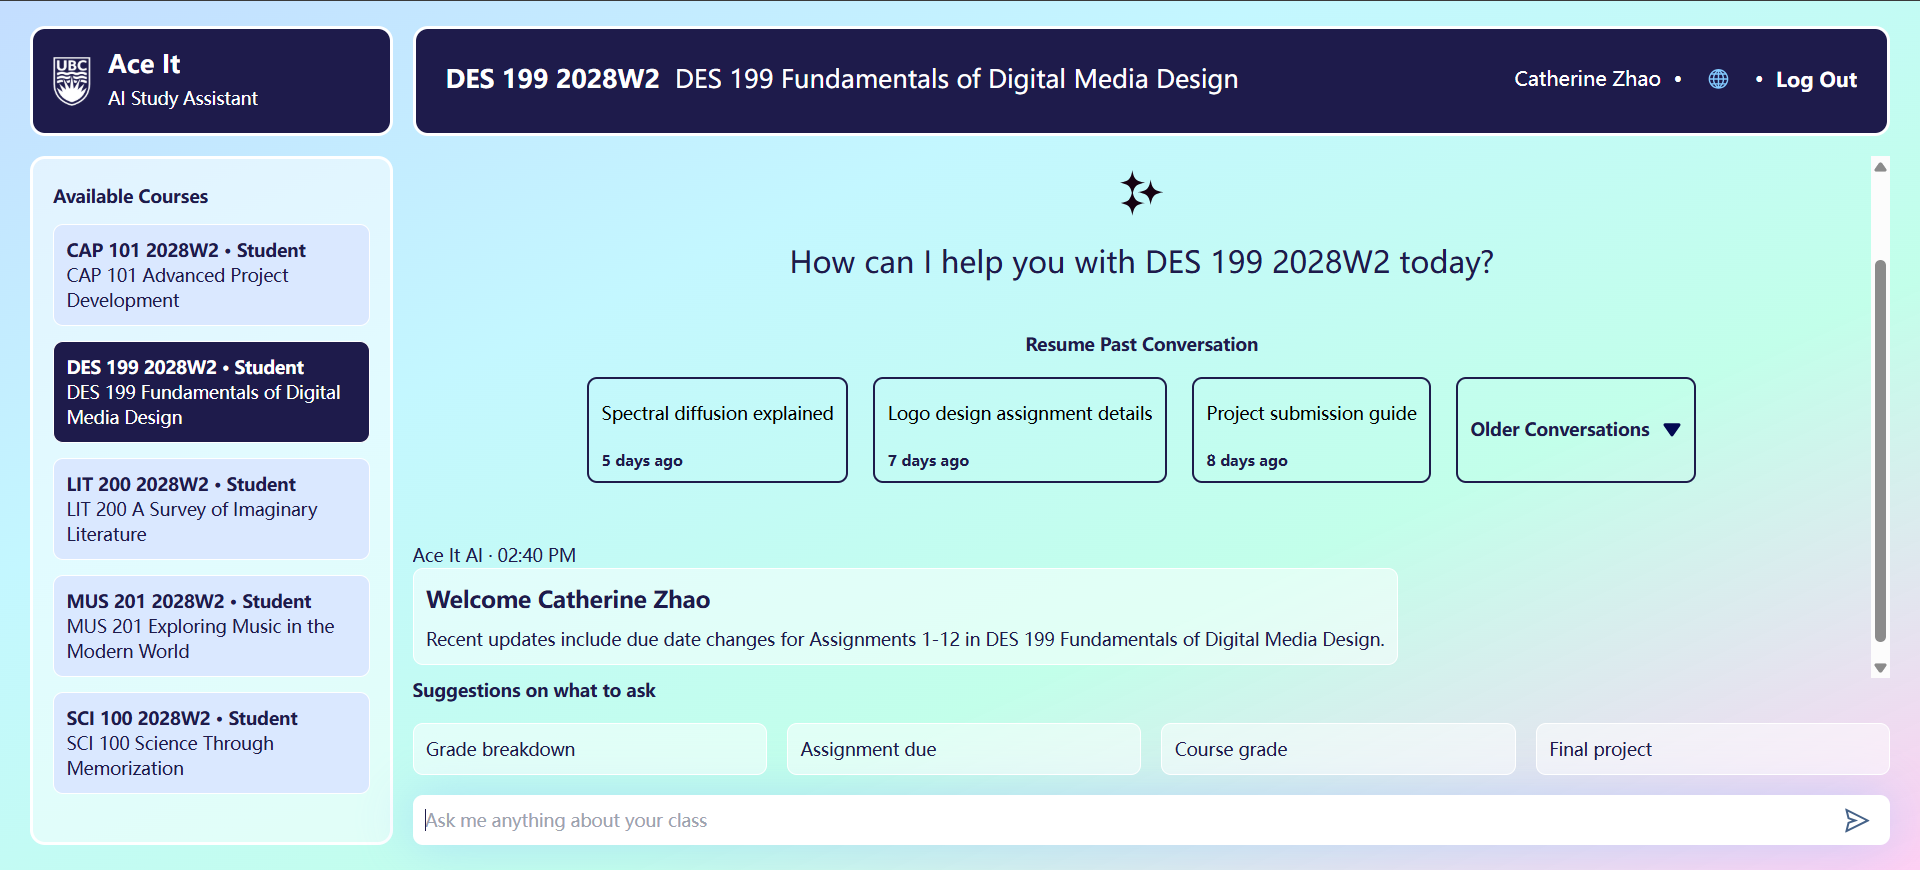 UBC
Ace It
AI Study Assistant
DES 199 2028W2 DES 199 Fundamentals of Digital Media Design
Catherine Zhao • • Log Out
Available Courses
CAP 101 2028W2 • Student
CAP 101 Advanced Project
Development
DES 199 2028W2 • Student
DES 199 Fundamentals of Digital
Media Design
LIT 200 2028W2 • Student
LIT 200 A Survey of Imaginary
Literature
MUS 201 2028W2 • Student
MUS 201 Exploring Music in the
Modern World
SCI 100 2028W2 • Student
SCI 100 Science Through
Memorization
How can I help you with DES 199 2028W2 today?
Resume Past Conversation
Spectral diffusion explained
5 days ago
Logo design assignment details
7 days ago
Project submission guide
8 days ago
Older Conversations
Ace It AI · 02:40 PM
Welcome Catherine Zhao
Recent updates include due date changes for Assignments 1-12 in DES 199 Fundamentals of Digital Media Design.
Suggestions on what to ask
Grade breakdown
Assignment due
Course grade
Final project
Ask me anything about your class